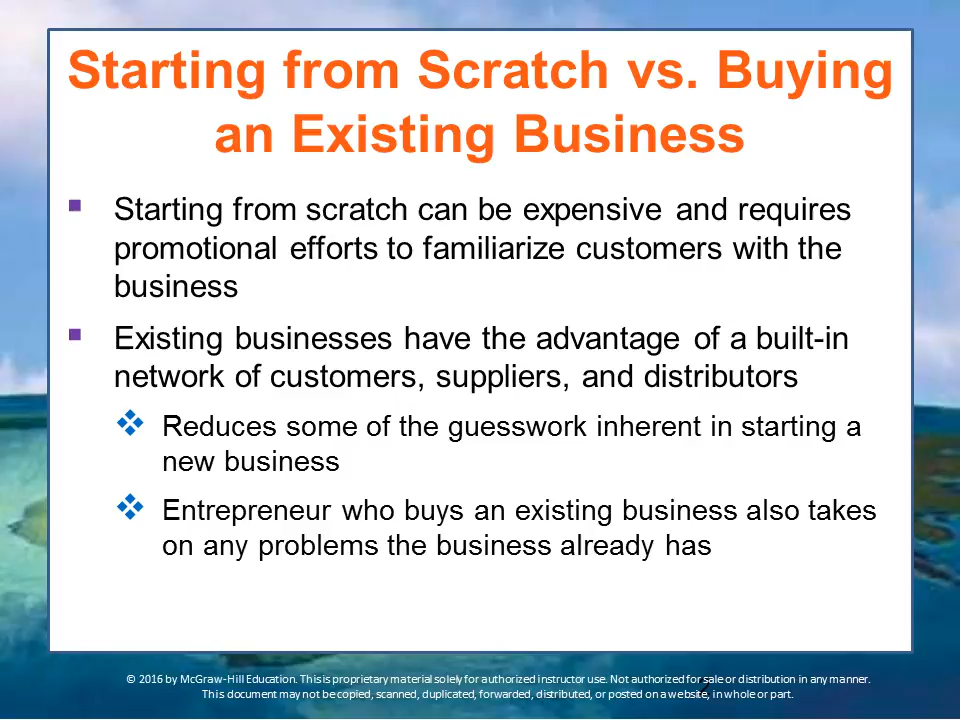 Starting from Scratch vs. Buying
an Existing Business
Starting from scratch can be expensive and requires
promotional efforts to familiarize customers with the
business
Existing businesses have the advantage of a built-in
network of customers, suppliers, and distributors
Reduces some of the guesswork inherent in starting a
new business
Entrepreneur who buys an existing business also takes
on any problems the business already has
© 2016 by McGraw-Hill Education. This is proprietary material solely for authorized instructor use. Not authorized for sale or distribution in any manner.
This document may not be copied, scanned, duplicated, forwarded, distributed, or posted on a website, in whole or part.